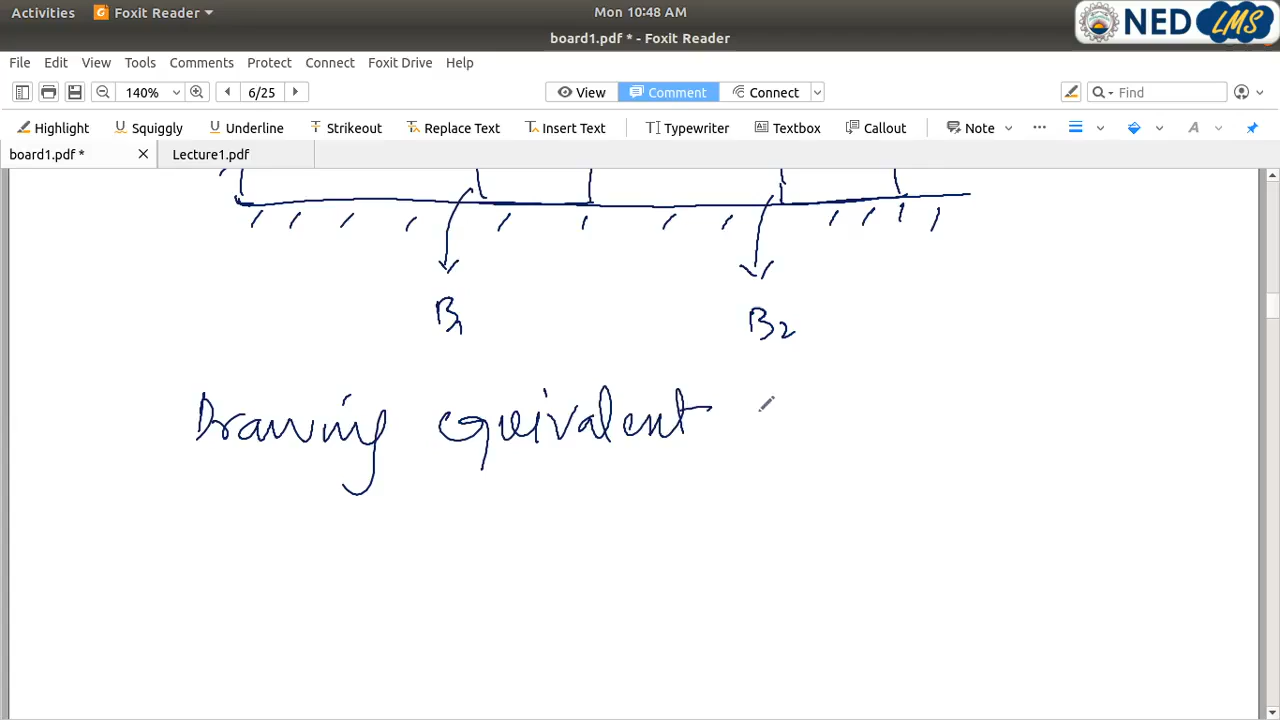 Activities Foxit Reader Mon 10:48 AM NED LMS
board1.pdf * - Foxit Reader
File Edit View Tools Comments Protect Connect Foxit Drive Help
140% 6/25 View Comment Connect Find
Highlight Squiggly Underline Strikeout Replace Text Insert Text Typewriter Textbox Callout Note ...
board1.pdf * Lecture1.pdf
B1 B2
Drawing equivalent